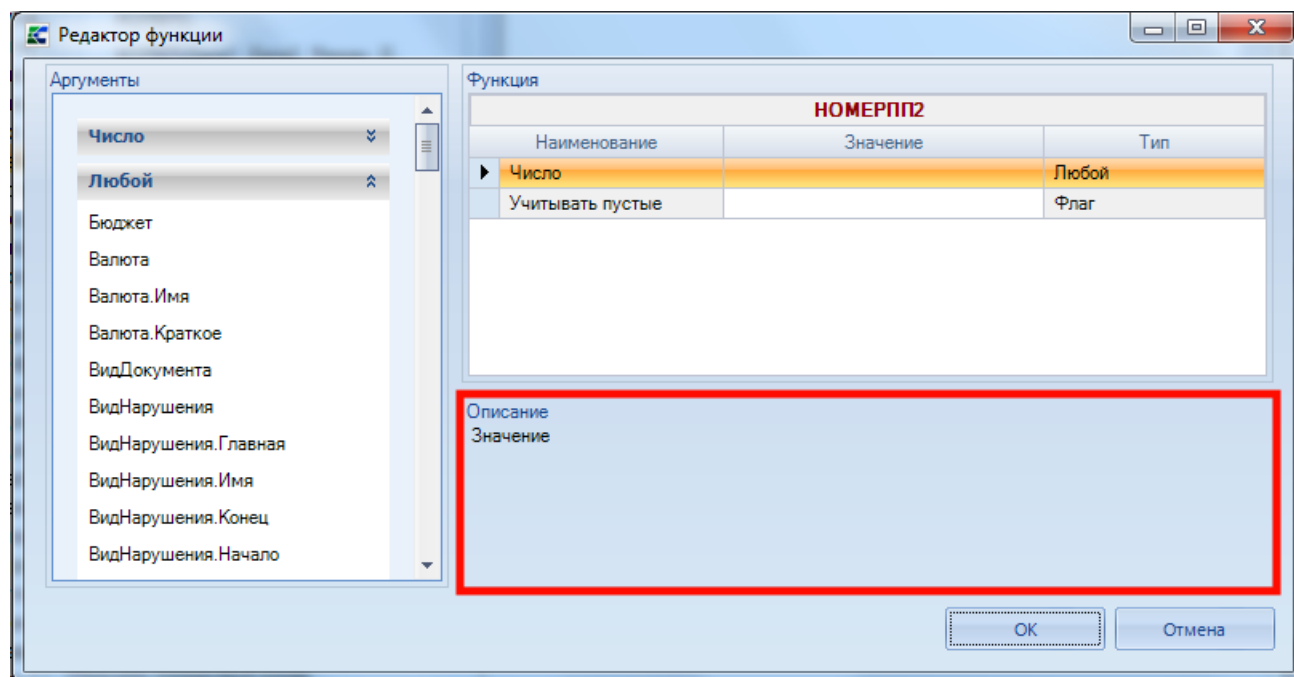 Редактор функции
Аргументы
Число
Любой
Бюджет
Валюта
Валюта.Имя
Валюта.Краткое
ВидДокумента
ВидНарушения
ВидНарушения.Главная
ВидНарушения.Имя
ВидНарушения.Конец
ВидНарушения.Начало
Функция
НОМЕРПП2
Наименование Значение Тип
Число Любой
Учитывать пустые Флаг
Описание
Значение
OK Отмена